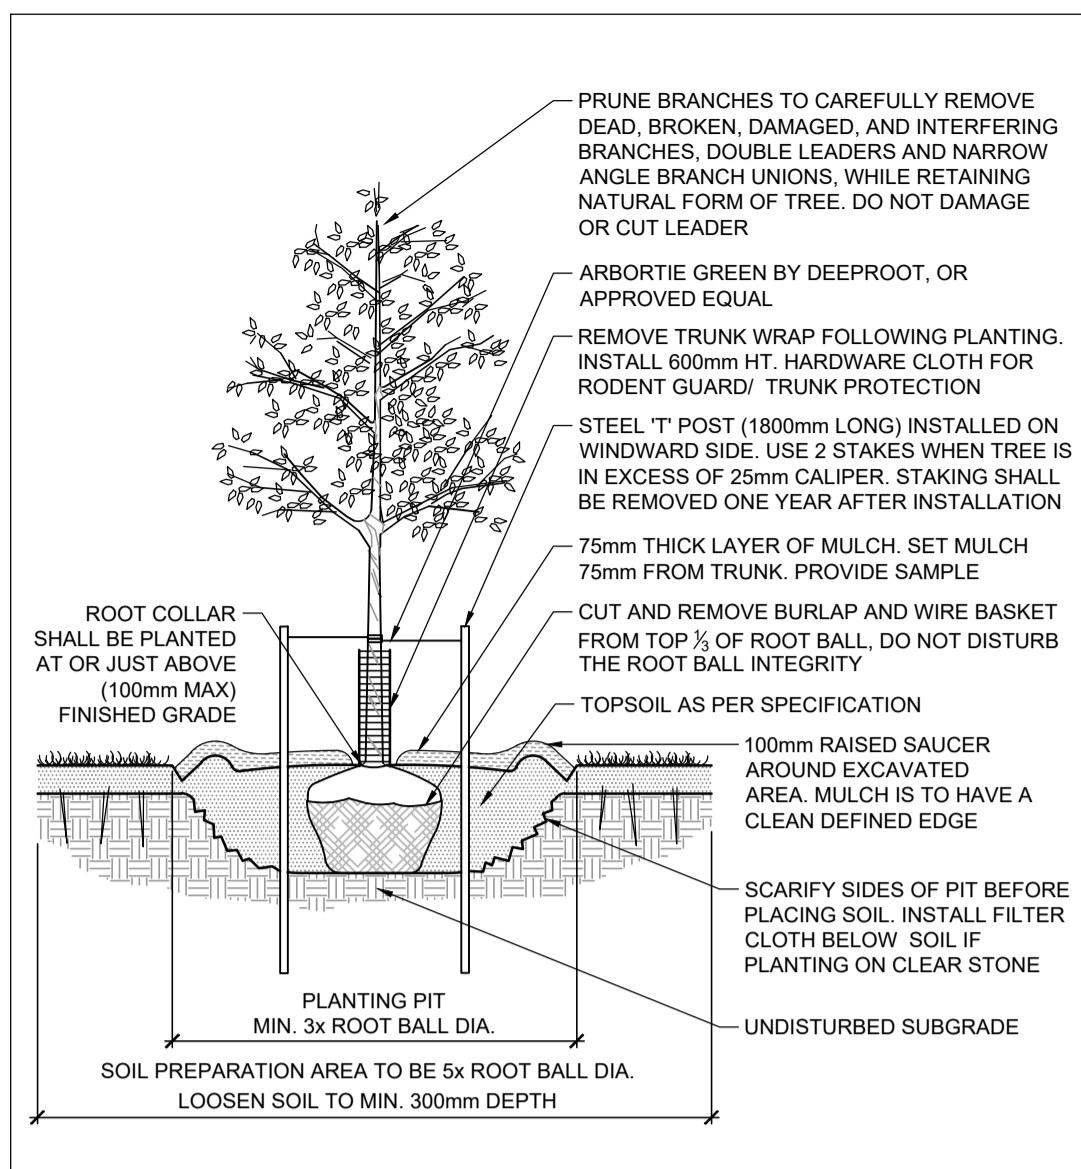 PRUNE BRANCHES TO CAREFULLY REMOVE
DEAD, BROKEN, DAMAGED, AND INTERFERING
BRANCHES, DOUBLE LEADERS AND NARROW
ANGLE BRANCH UNIONS, WHILE RETAINING
NATURAL FORM OF TREE. DO NOT DAMAGE
OR CUT LEADER
ARBORTIE GREEN BY DEEPROOT, OR
APPROVED EQUAL
REMOVE TRUNK WRAP FOLLOWING PLANTING.
INSTALL 600mm HT. HARDWARE CLOTH FOR
RODENT GUARD/ TRUNK PROTECTION
STEEL 'T' POST (1800mm LONG) INSTALLED ON
WINDWARD SIDE. USE 2 STAKES WHEN TREE IS
IN EXCESS OF 25mm CALIPER. STAKING SHALL
BE REMOVED ONE YEAR AFTER INSTALLATION
75mm THICK LAYER OF MULCH. SET MULCH
75mm FROM TRUNK. PROVIDE SAMPLE
CUT AND REMOVE BURLAP AND WIRE BASKET
FROM TOP ⅓ OF ROOT BALL, DO NOT DISTURB
THE ROOT BALL INTEGRITY
ROOT COLLAR
SHALL BE PLANTED
AT OR JUST ABOVE
(100mm MAX)
FINISHED GRADE
TOPSOIL AS PER SPECIFICATION
100mm RAISED SAUCER
AROUND EXCAVATED
AREA. MULCH IS TO HAVE A
CLEAN DEFINED EDGE
SCARIFY SIDES OF PIT BEFORE
PLACING SOIL. INSTALL FILTER
CLOTH BELOW SOIL IF
PLANTING ON CLEAR STONE
UNDISTURBED SUBGRADE
PLANTING PIT
MIN. 3x ROOT BALL DIA.
SOIL PREPARATION AREA TO BE 5x ROOT BALL DIA.
LOOSEN SOIL TO MIN. 300mm DEPTH